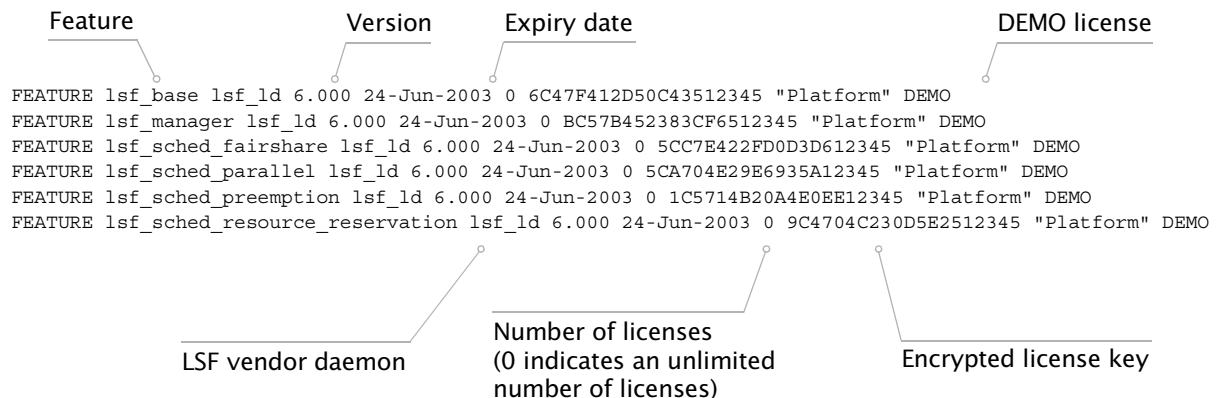 Feature Version Expiry date DEMO license
FEATURE lsf_base lsf_ld 6.000 24-Jun-2003 0 6C47F412D50C43512345 "Platform" DEMO
FEATURE lsf_manager lsf_ld 6.000 24-Jun-2003 0 BC57B452383CF6512345 "Platform" DEMO
FEATURE lsf_sched_fairshare lsf_ld 6.000 24-Jun-2003 0 5CC7E422FD0D3D612345 "Platform" DEMO
FEATURE lsf_sched_parallel lsf_ld 6.000 24-Jun-2003 0 5CA704E29E6935A12345 "Platform" DEMO
FEATURE lsf_sched_preemption lsf_ld 6.000 24-Jun-2003 0 1C5714B20A4E0EE12345 "Platform" DEMO
FEATURE lsf_sched_resource_reservation lsf_ld 6.000 24-Jun-2003 0 9C4704C230D5E2512345 "Platform" DEMO
LSF vendor daemon
Number of licenses
(0 indicates an unlimited
number of licenses)
Encrypted license key